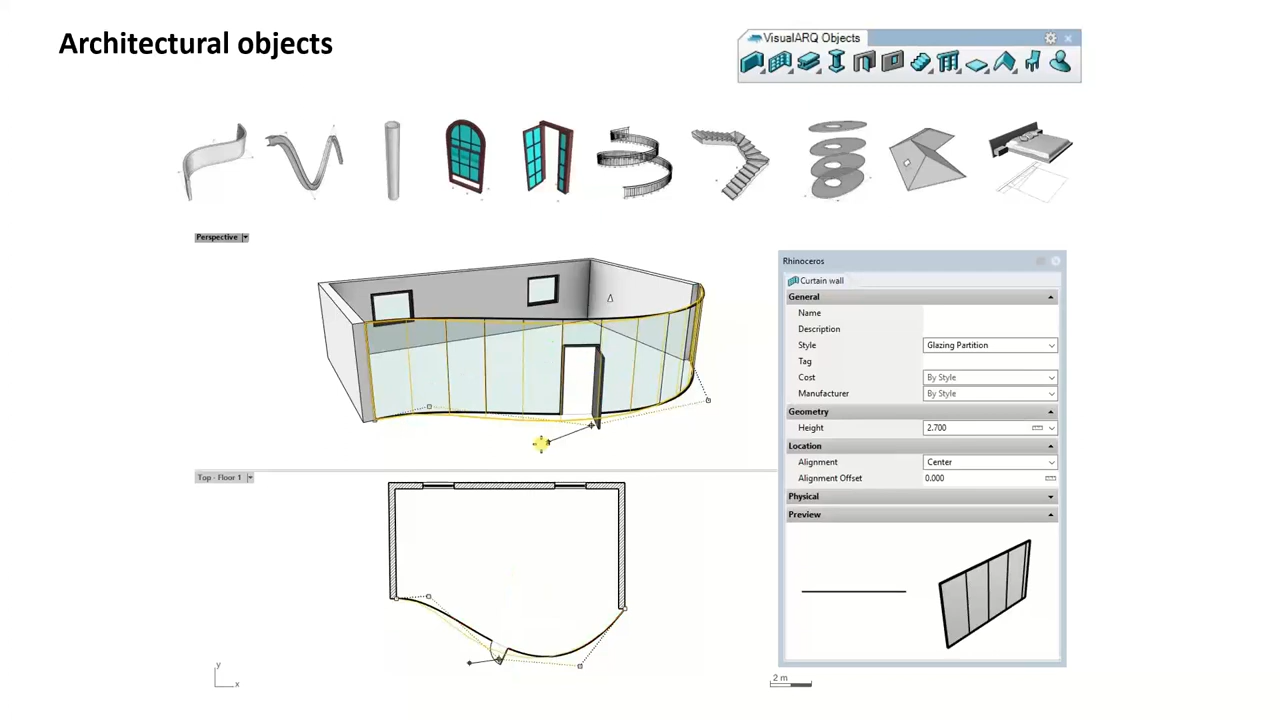 Architectural objects
VisualARQ Objects
Perspective
Rhinoceros
Curtain wall
General
Name
Description
Style Glazing Partition
Tag
Cost By Style
Manufacturer By Style
Geometry
Height 2.700
Location
Alignment Center
Alignment Offset 0.000
Physical
Preview
Top - Floor 1
y
x
2 m